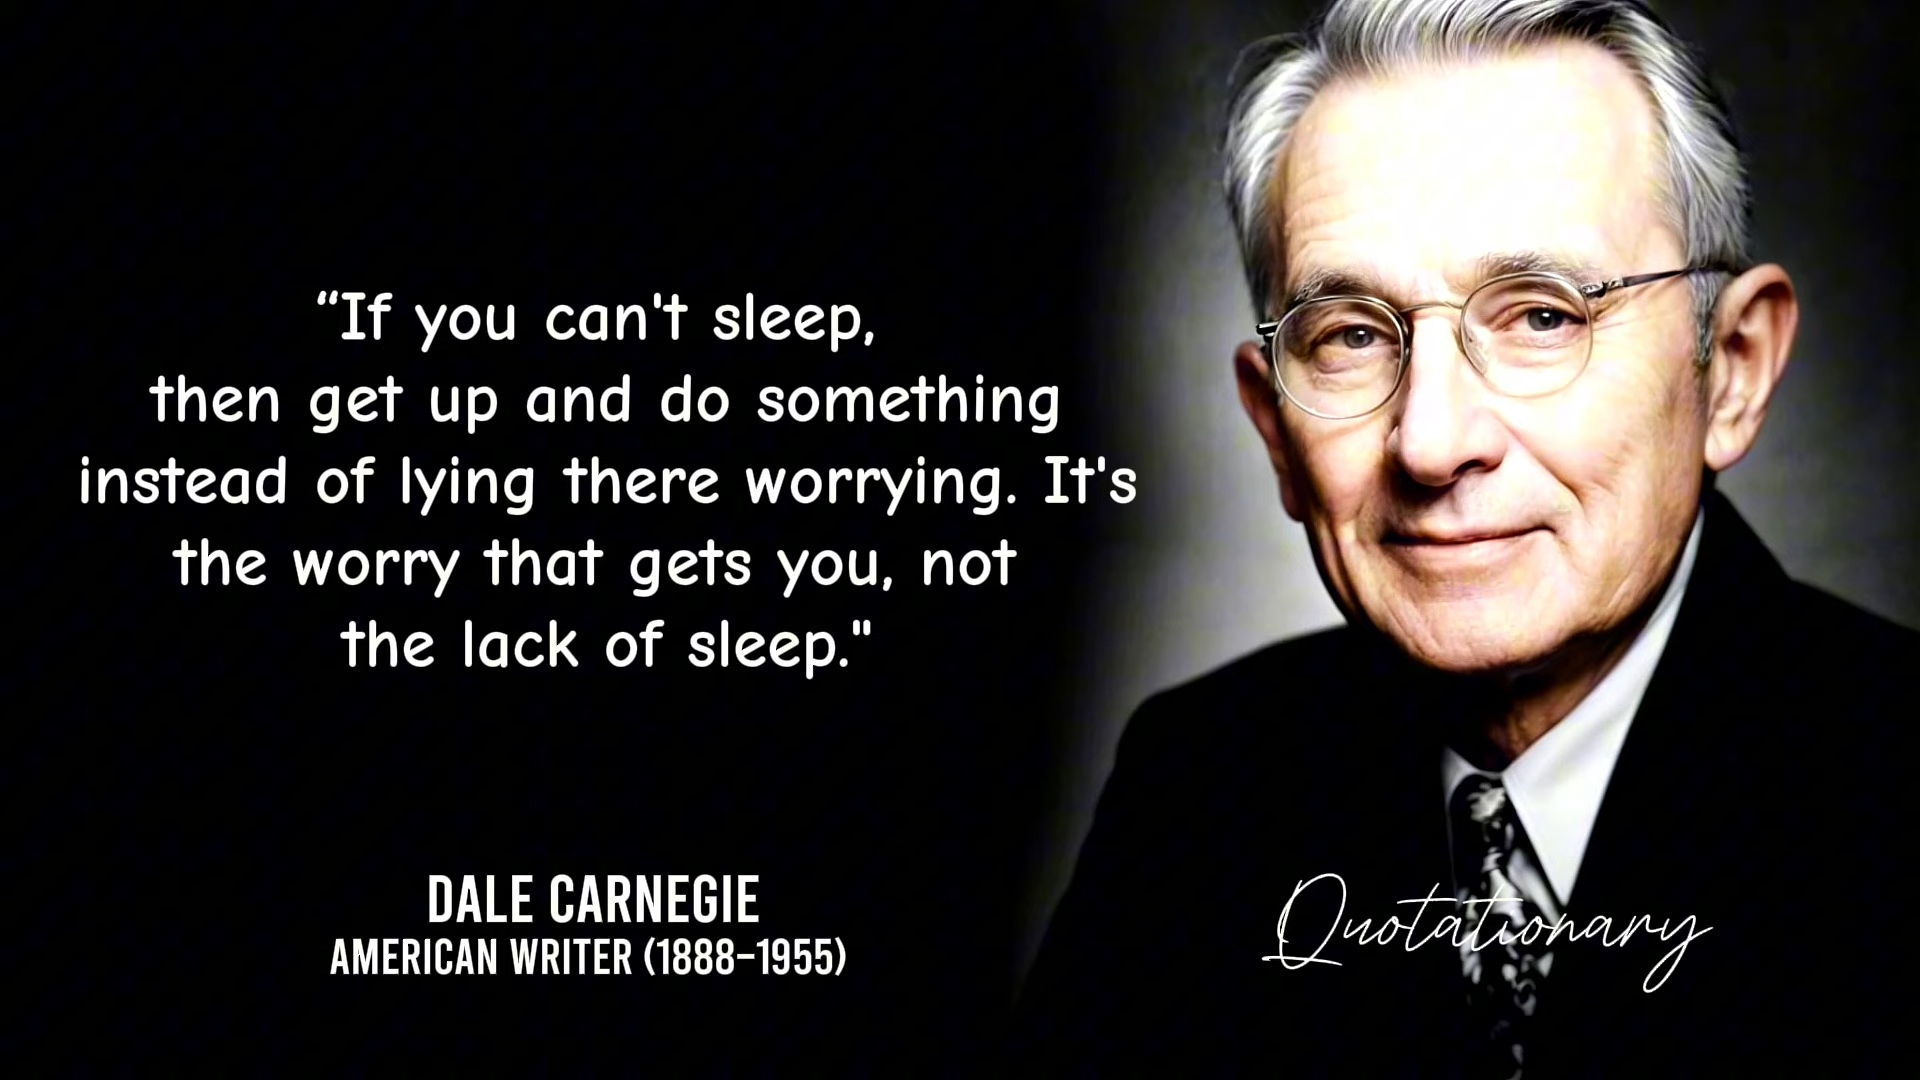 “If you can't sleep,
then get up and do something
instead of lying there worrying. It's
the worry that gets you, not
the lack of sleep."
DALE CARNEGIE
AMERICAN WRITER (1888–1955)
Quotationary